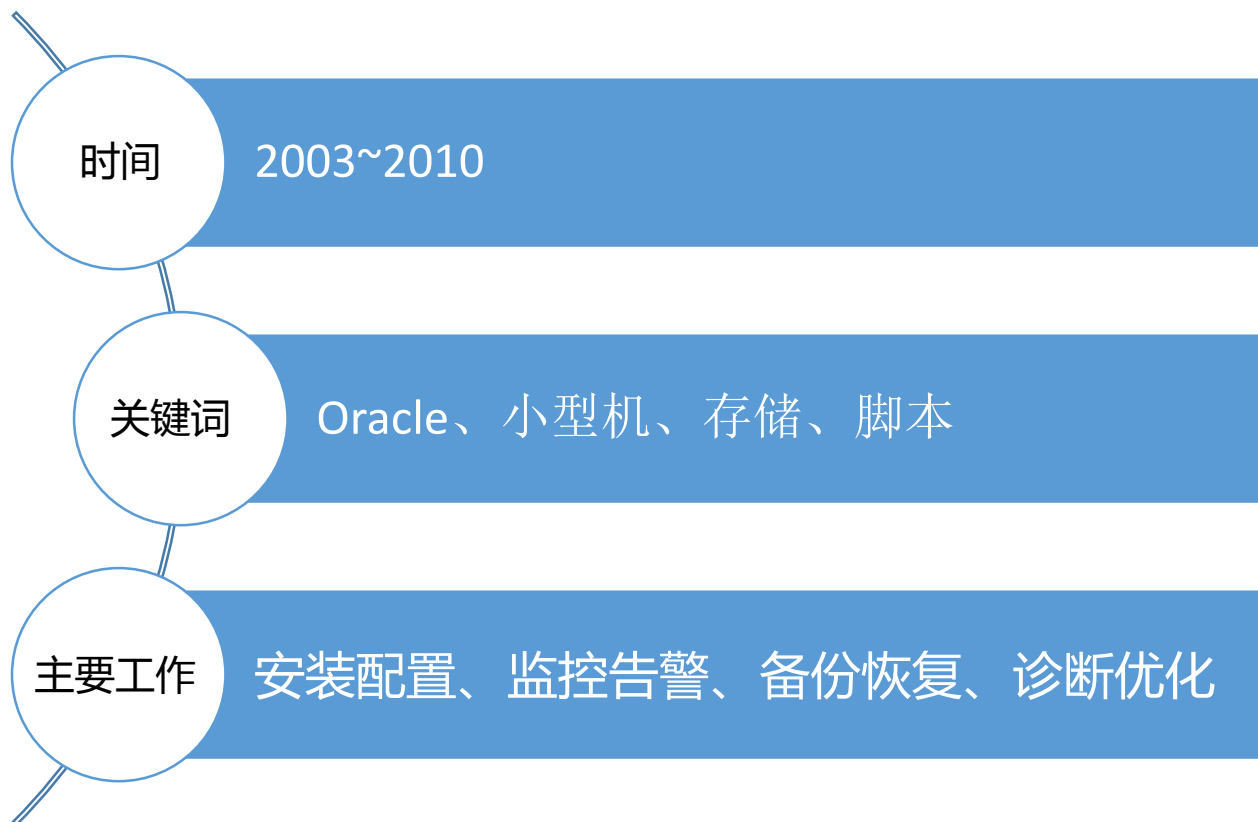 时间
2003~2010
关键词
Oracle、小型机、存储、脚本
主要工作
安装配置、监控告警、备份恢复、诊断优化